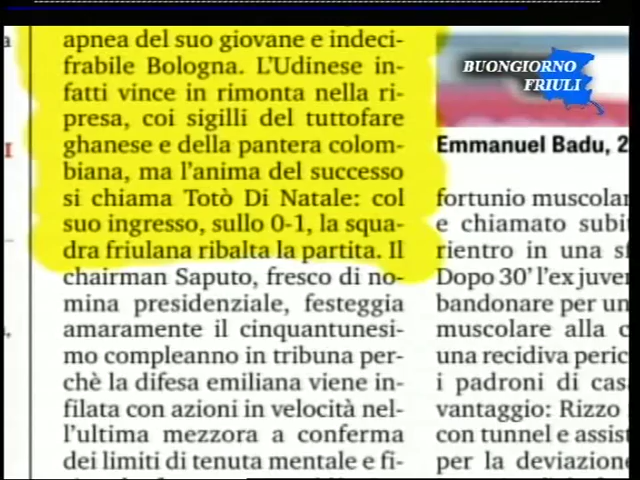 apnea del suo giovane e indeci-
frabile Bologna. L'Udinese in-
fatti vince in rimonta nella ri-
presa, coi sigilli del tuttofare
ghanese e della pantera colom-
biana, ma l'anima del successo
si chiama Totò Di Natale: col
suo ingresso, sullo 0-1, la squa-
dra friulana ribalta la partita. Il
chairman Saputo, fresco di no-
mina presidenziale, festeggia
amaramente il cinquantunesi-
mo compleanno in tribuna per-
chè la difesa emiliana viene in-
filata con azioni in velocità nel-
l'ultima mezzora a conferma
dei limiti di tenuta mentale e fi-
BUONGIORNO
FRIULI
Emmanuel Badu, 2
fortunio muscolar
e chiamato subit
rientro in una sf
Dopo 30' l'ex juve
bandonare per un
muscolare alla c
una recidiva peric
i padroni di cas
vantaggio: Rizzo
con tunnel e assist
per la deviazione